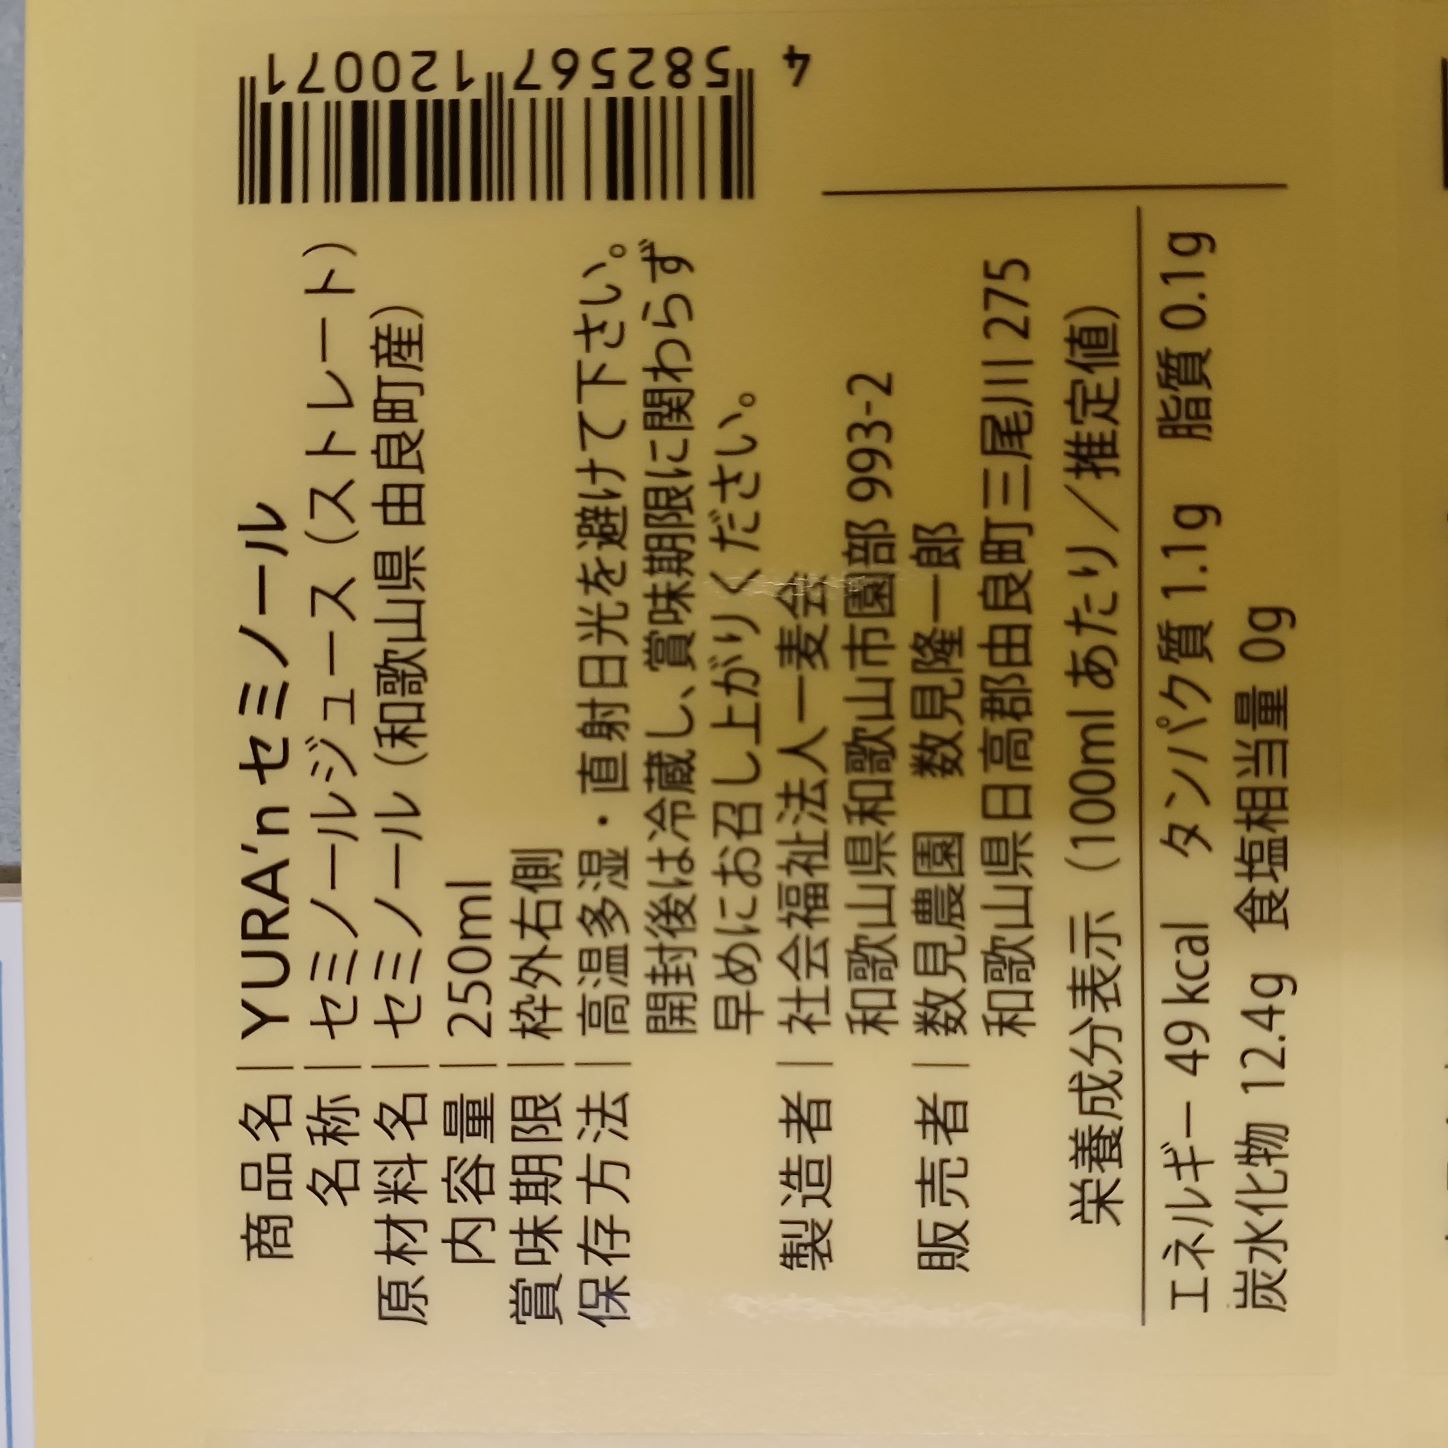 商品名｜YURA'n セミノール
名称｜セミノールジュース（ストレート）
原材料名｜セミノール（和歌山県 由良町産）
内容量｜250ml
賞味期限｜枠外右側
保存方法｜高温多湿・直射日光を避けて下さい。
開封後は冷蔵し、賞味期限に関わらず
早めにお召し上がりください。
製造者｜社会福祉法人一麦会
和歌山県和歌山市園部 993-2
販売者｜数見農園　数見隆一郎
和歌山県日高郡由良町三尾川 275
栄養成分表示（100ml あたり／推定値）
エネルギー 49 kcal　タンパク質 1.1g　脂質 0.1g
炭水化物 12.4g　食塩相当量 0g
4 582567 120071